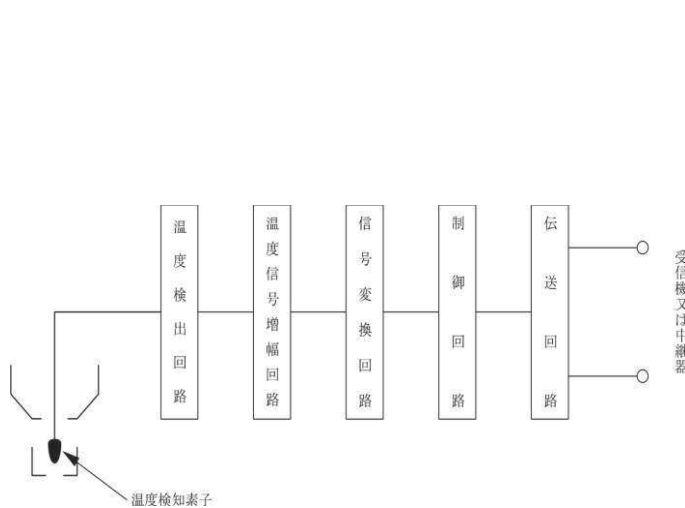 温度検出回路
温度信号増幅回路
信号変換回路
制御回路
伝送回路
受信機又は中継器
温度検知素子